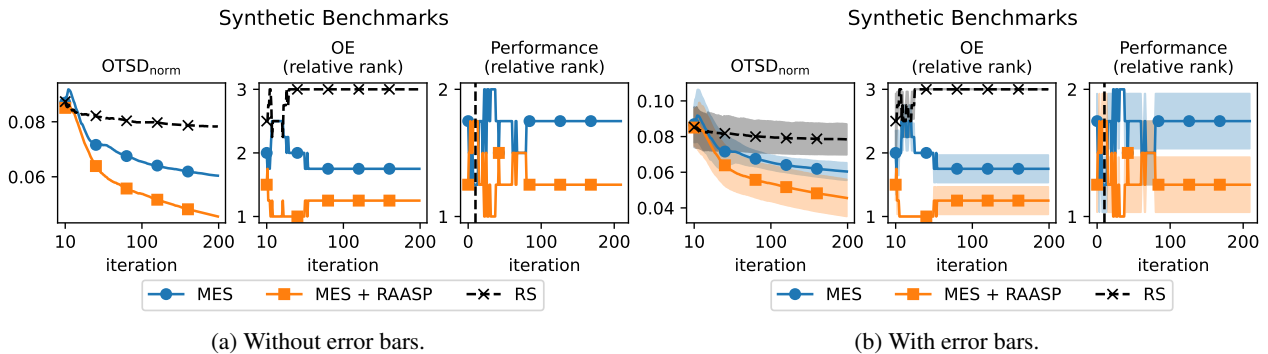 Synthetic Benchmarks
OTSD_norm
OE
(relative rank)
Performance
(relative rank)
0.08
0.06
10
100
200
iteration
3
2
1
10
100
200
iteration
2
1
0
100
200
iteration
MES
MES + RAASP
RS
(a) Without error bars.
Synthetic Benchmarks
OTSD_norm
OE
(relative rank)
Performance
(relative rank)
0.10
0.08
0.06
0.04
10
100
200
iteration
3
2
1
10
100
200
iteration
2
1
0
100
200
iteration
MES
MES + RAASP
RS
(b) With error bars.